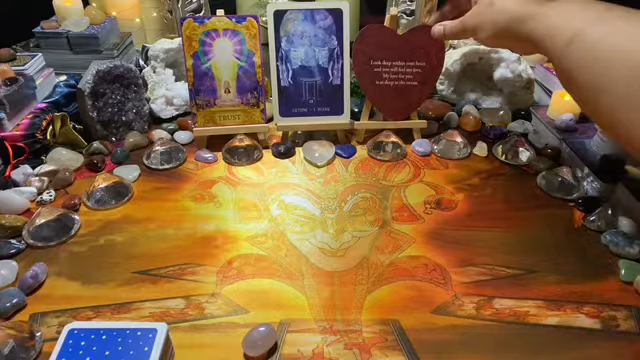 TRUST
Look deep within your heart,
and you will find my love.
My love for you
is as deep as the ocean.